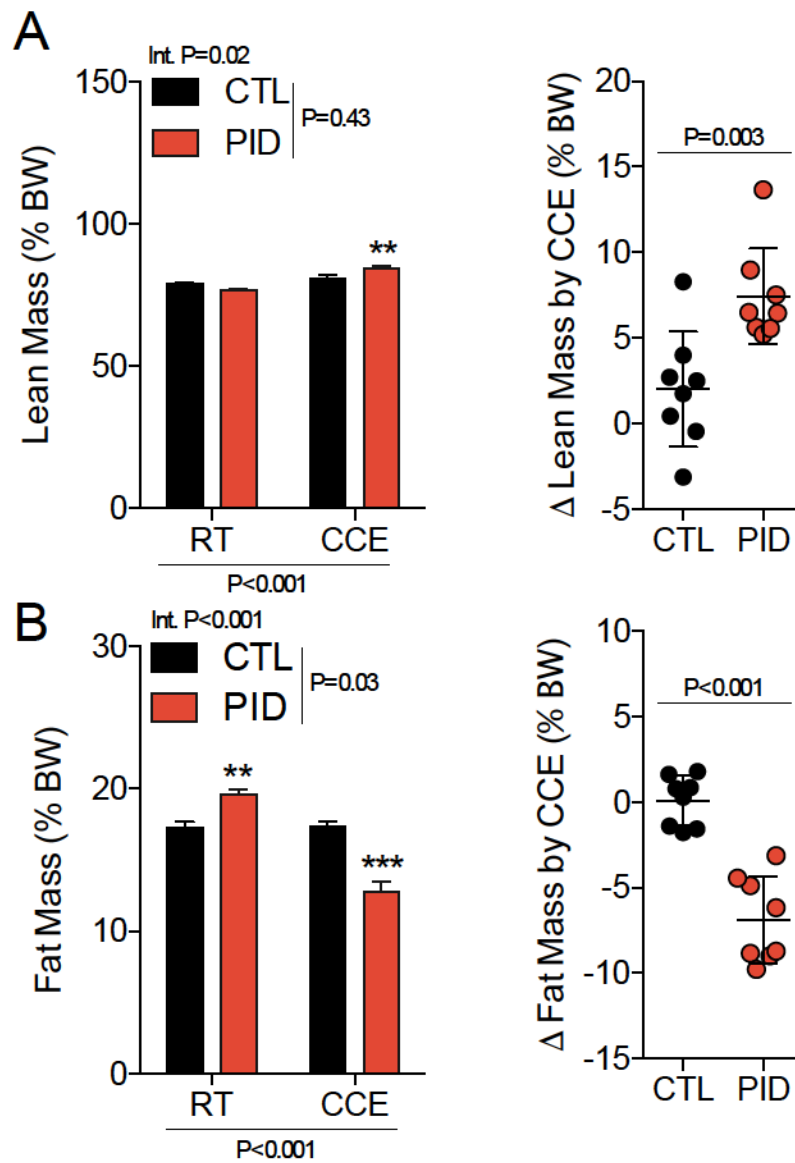 A
Int. P=0.02
CTL
PID
P=0.43
Lean Mass (% BW)
150
100
50
0
**
RT
CCE
P<0.001
Δ Lean Mass by CCE (% BW)
20
15
10
5
0
-5
P=0.003
CTL
PID
B
Int. P<0.001
CTL
PID
P=0.03
Fat Mass (% BW)
30
20
10
0
**
***
RT
CCE
P<0.001
Δ Fat Mass by CCE (% BW)
10
5
0
-5
-10
-15
P<0.001
CTL
PID